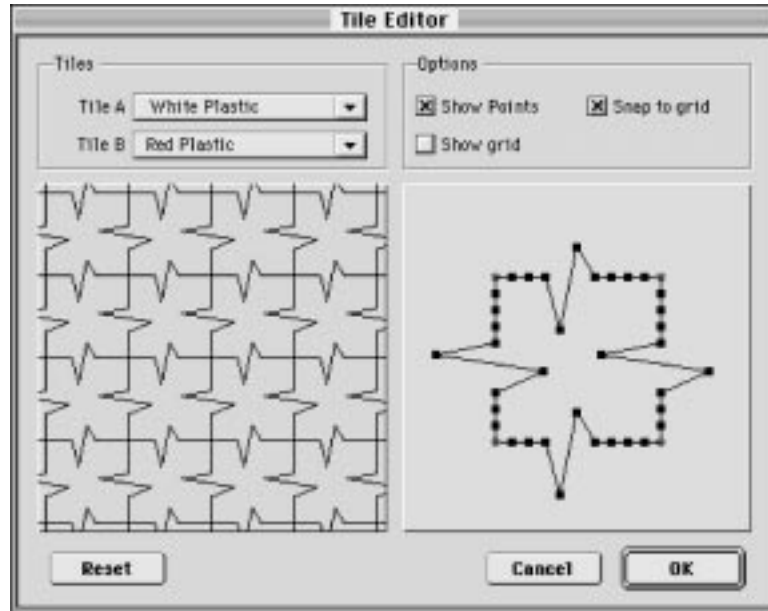 Tile Editor
Tiles
Tile A White Plastic
Tile B Red Plastic
Options
Show Points Snap to grid
Show grid
Reset Cancel OK